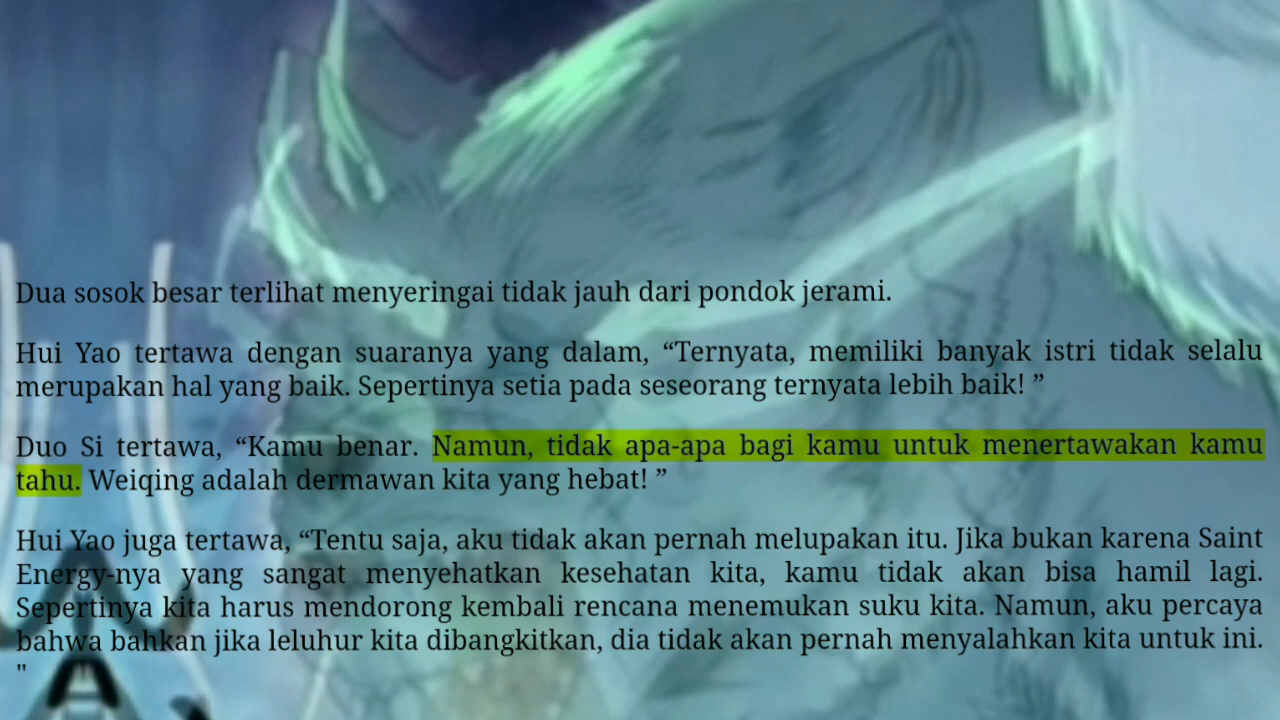 Dua sosok besar terlihat menyeringai tidak jauh dari pondok jerami.
Hui Yao tertawa dengan suaranya yang dalam, “Ternyata, memiliki banyak istri tidak selalu
merupakan hal yang baik. Sepertinya setia pada seseorang ternyata lebih baik! ”
Duo Si tertawa, “Kamu benar. Namun, tidak apa-apa bagi kamu untuk menertawakan kamu
tahu. Weiqing adalah dermawan kita yang hebat! ”
Hui Yao juga tertawa, “Tentu saja, aku tidak akan pernah melupakan itu. Jika bukan karena Saint
Energy-nya yang sangat menyehatkan kesehatan kita, kamu tidak akan bisa hamil lagi.
Sepertinya kita harus mendorong kembali rencana menemukan suku kita. Namun, aku percaya
bahwa bahkan jika leluhur kita dibangkitkan, dia tidak akan pernah menyalahkan kita untuk ini.
"